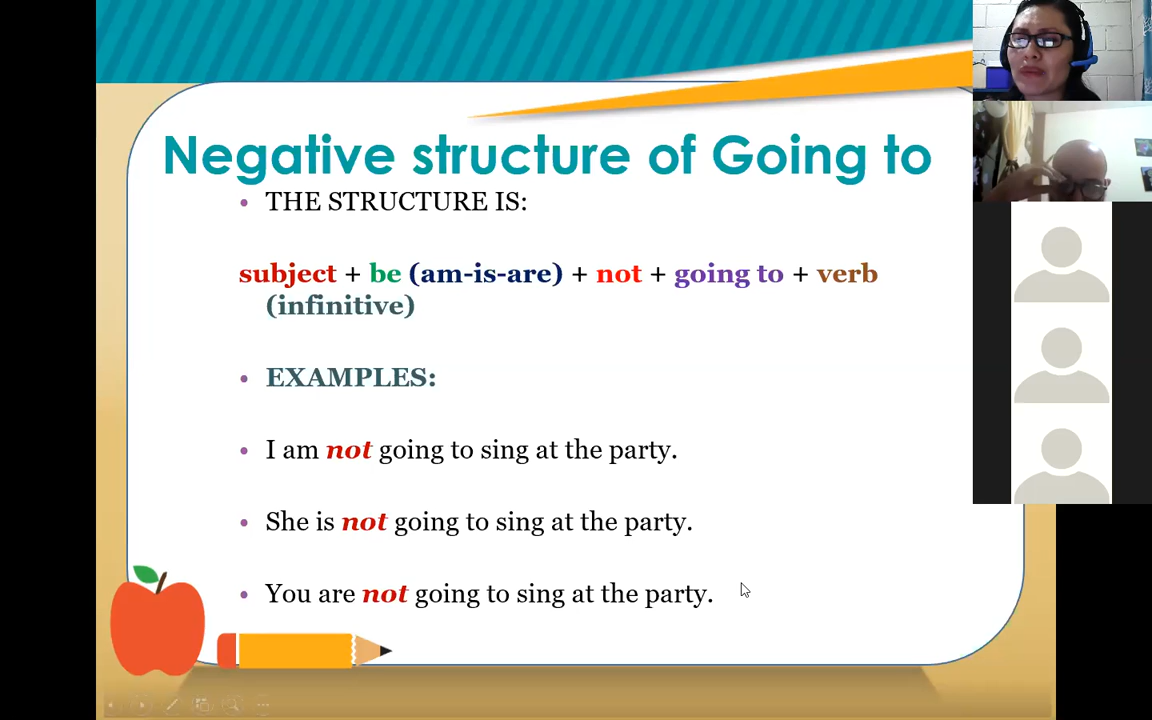 Negative structure of Going to
• THE STRUCTURE IS:
subject + be (am-is-are) + not + going to + verb
(infinitive)
• EXAMPLES:
• I am not going to sing at the party.
• She is not going to sing at the party.
• You are not going to sing at the party.